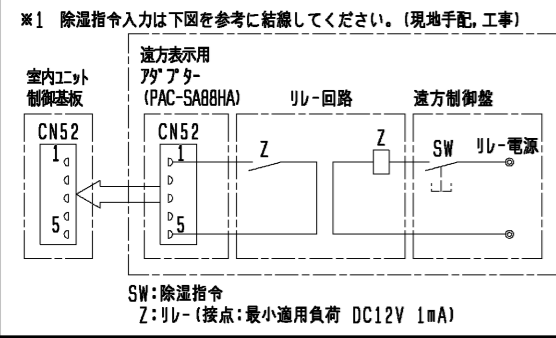 ※1 除湿指令入力は下図を参考に結線してください。(現地手配,工事)
遠方表示用
アダプター
(PAC-SA88HA)
室内ユニット
制御基板
リレー回路
遠方制御盤
CN52
CN52
1
1
Z
Z
SW
リレー電源
5
5
SW:除湿指令
Z:リレー(接点:最小適用負荷 DC12V 1mA)